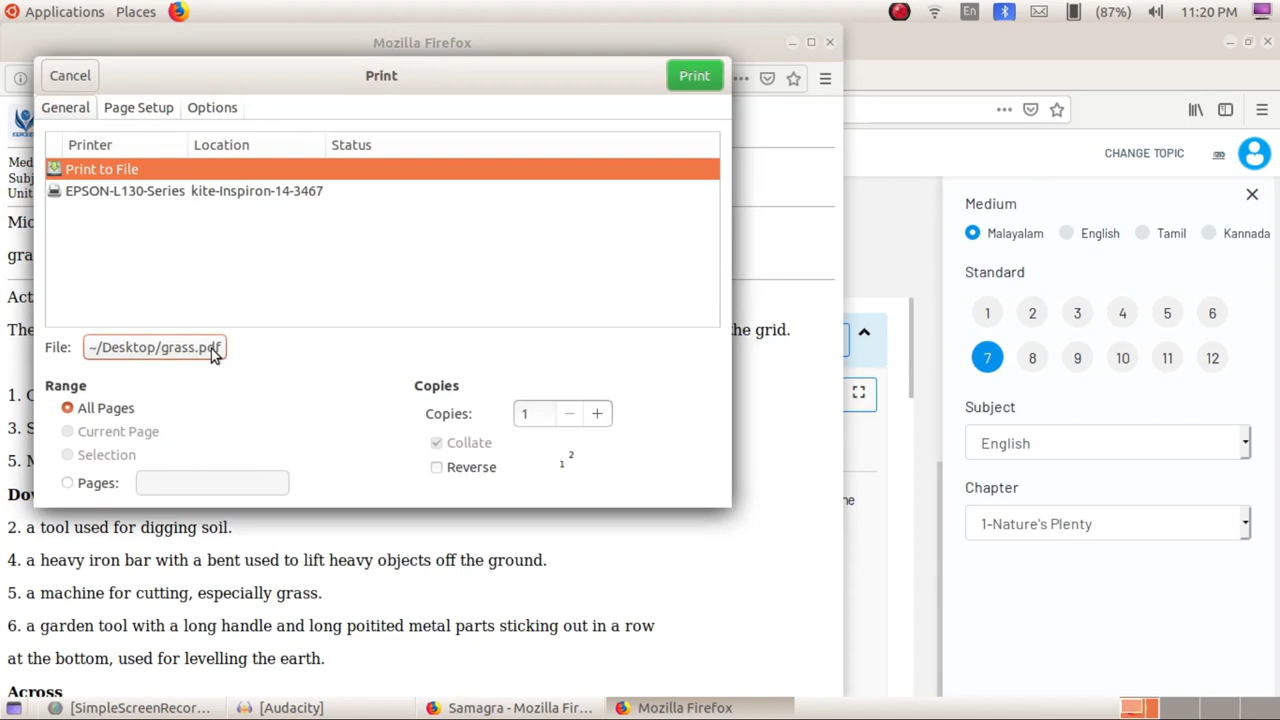 Applications Places
En
(87%) 11:20 PM
Mozilla Firefox
Cancel
Print
Print
General Page Setup Options
Printer Location Status
Print to File
EPSON-L130-Series kite-Inspiron-14-3467
File: ~/Desktop/grass.pdf
Range
All Pages
Current Page
Selection
Pages:
Copies
Copies: 1
Collate
Reverse
1 2
Med
Subj
Unit
Mic
gra
Act
The
the grid.
3. S
5. M
Dow
2. a tool used for digging soil.
4. a heavy iron bar with a bent used to lift heavy objects off the ground.
5. a machine for cutting, especially grass.
6. a garden tool with a long handle and long poitited metal parts sticking out in a row
at the bottom, used for levelling the earth.
Across
he
CHANGE TOPIC
Medium
Malayalam English Tamil Kannada
Standard
1 2 3 4 5 6
7 8 9 10 11 12
Subject
English
Chapter
1-Nature's Plenty
[SimpleScreenRecor... [Audacity] Samagra - Mozilla Fir... Mozilla Firefox